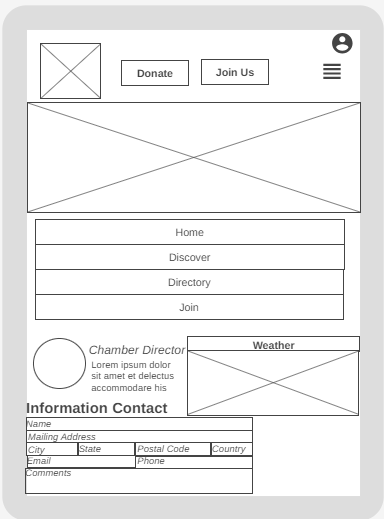 Donate
Join Us
Home
Discover
Directory
Join
Chamber Director
Lorem ipsum dolor
sit amet et delectus
accommodare his
Weather
Information Contact
Name
Mailing Address
City State Postal Code Country
Email Phone
Comments